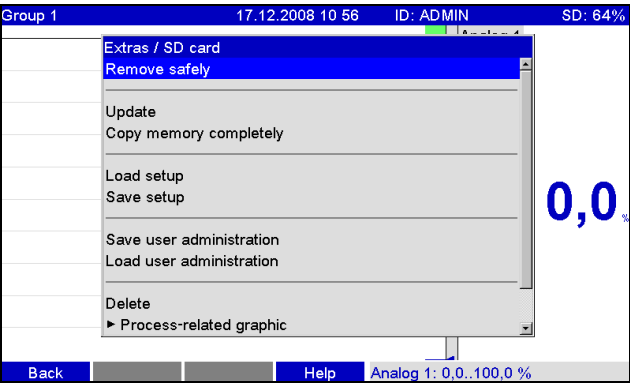 Group 1 17.12.2008 10 56 ID: ADMIN SD: 64%
Analog 1
Extras / SD card
Remove safely
Update
Copy memory completely
Load setup
Save setup
0,0 %
Save user administration
Load user administration
Delete
► Process-related graphic
Back Help Analog 1: 0,0..100,0 %